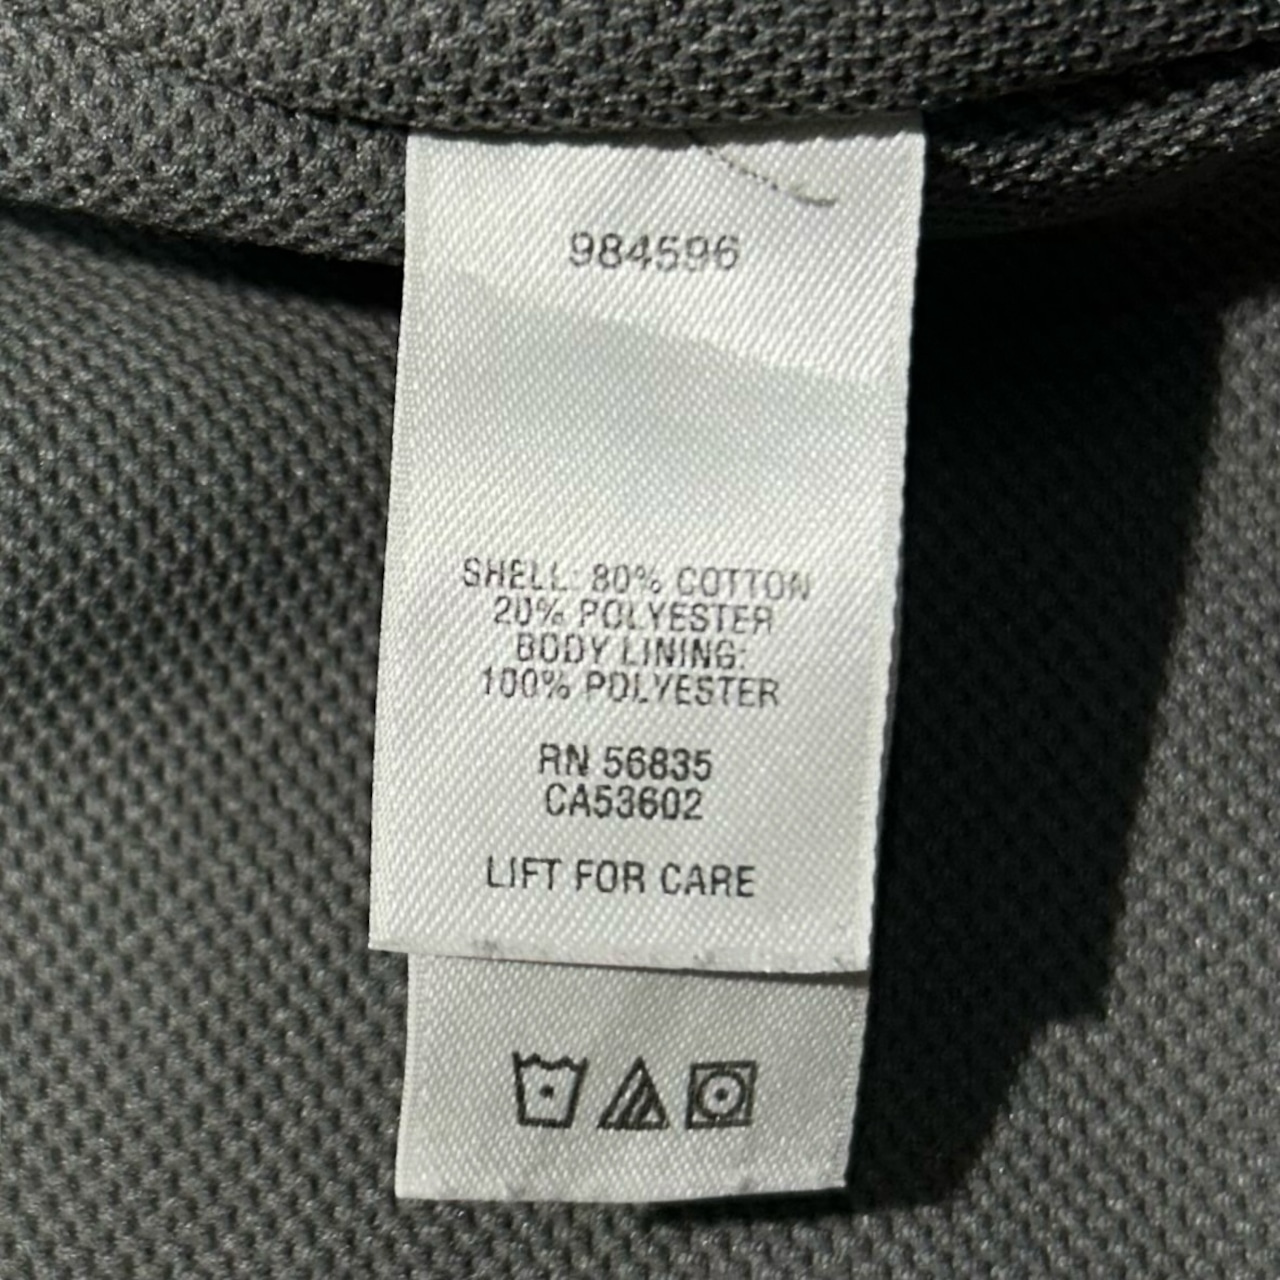 984596
SHELL: 80% COTTON
20% POLYESTER
BODY LINING:
100% POLYESTER
RN 56835
CA53602
LIFT FOR CARE